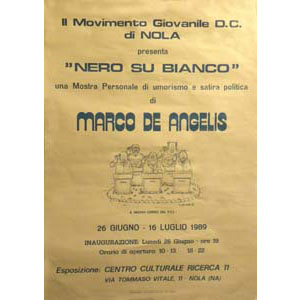 Il Movimento Giovanile D.C.
di NOLA
presenta
"NERO SU BIANCO"
una Mostra Personale di umorismo e satira politica
di
MARCO DE ANGELIS
26 GIUGNO - 16 LUGLIO 1989
INAUGURAZIONE: Lunedì 26 Giugno - ore 19
Orario di apertura: 10-13 16-22
Esposizione: CENTRO CULTURALE RICERCA 11
VIA TOMMASO VITALE, 11 - NOLA (NA)